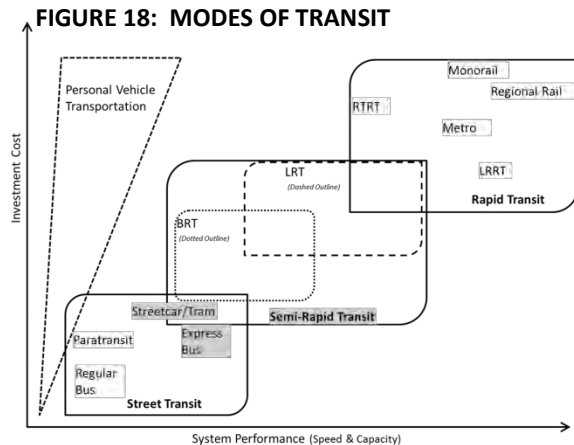 FIGURE 18: MODES OF TRANSIT
Investment Cost
Personal Vehicle
Transportation
Monorail
Regional Rail
RTRT
Metro
LRRT
Rapid Transit
LRT
(Dashed Outline)
BRT
(Dotted Outline)
Semi-Rapid Transit
Streetcar/Tram
Express
Bus
Paratransit
Regular
Bus
Street Transit
System Performance (Speed & Capacity)